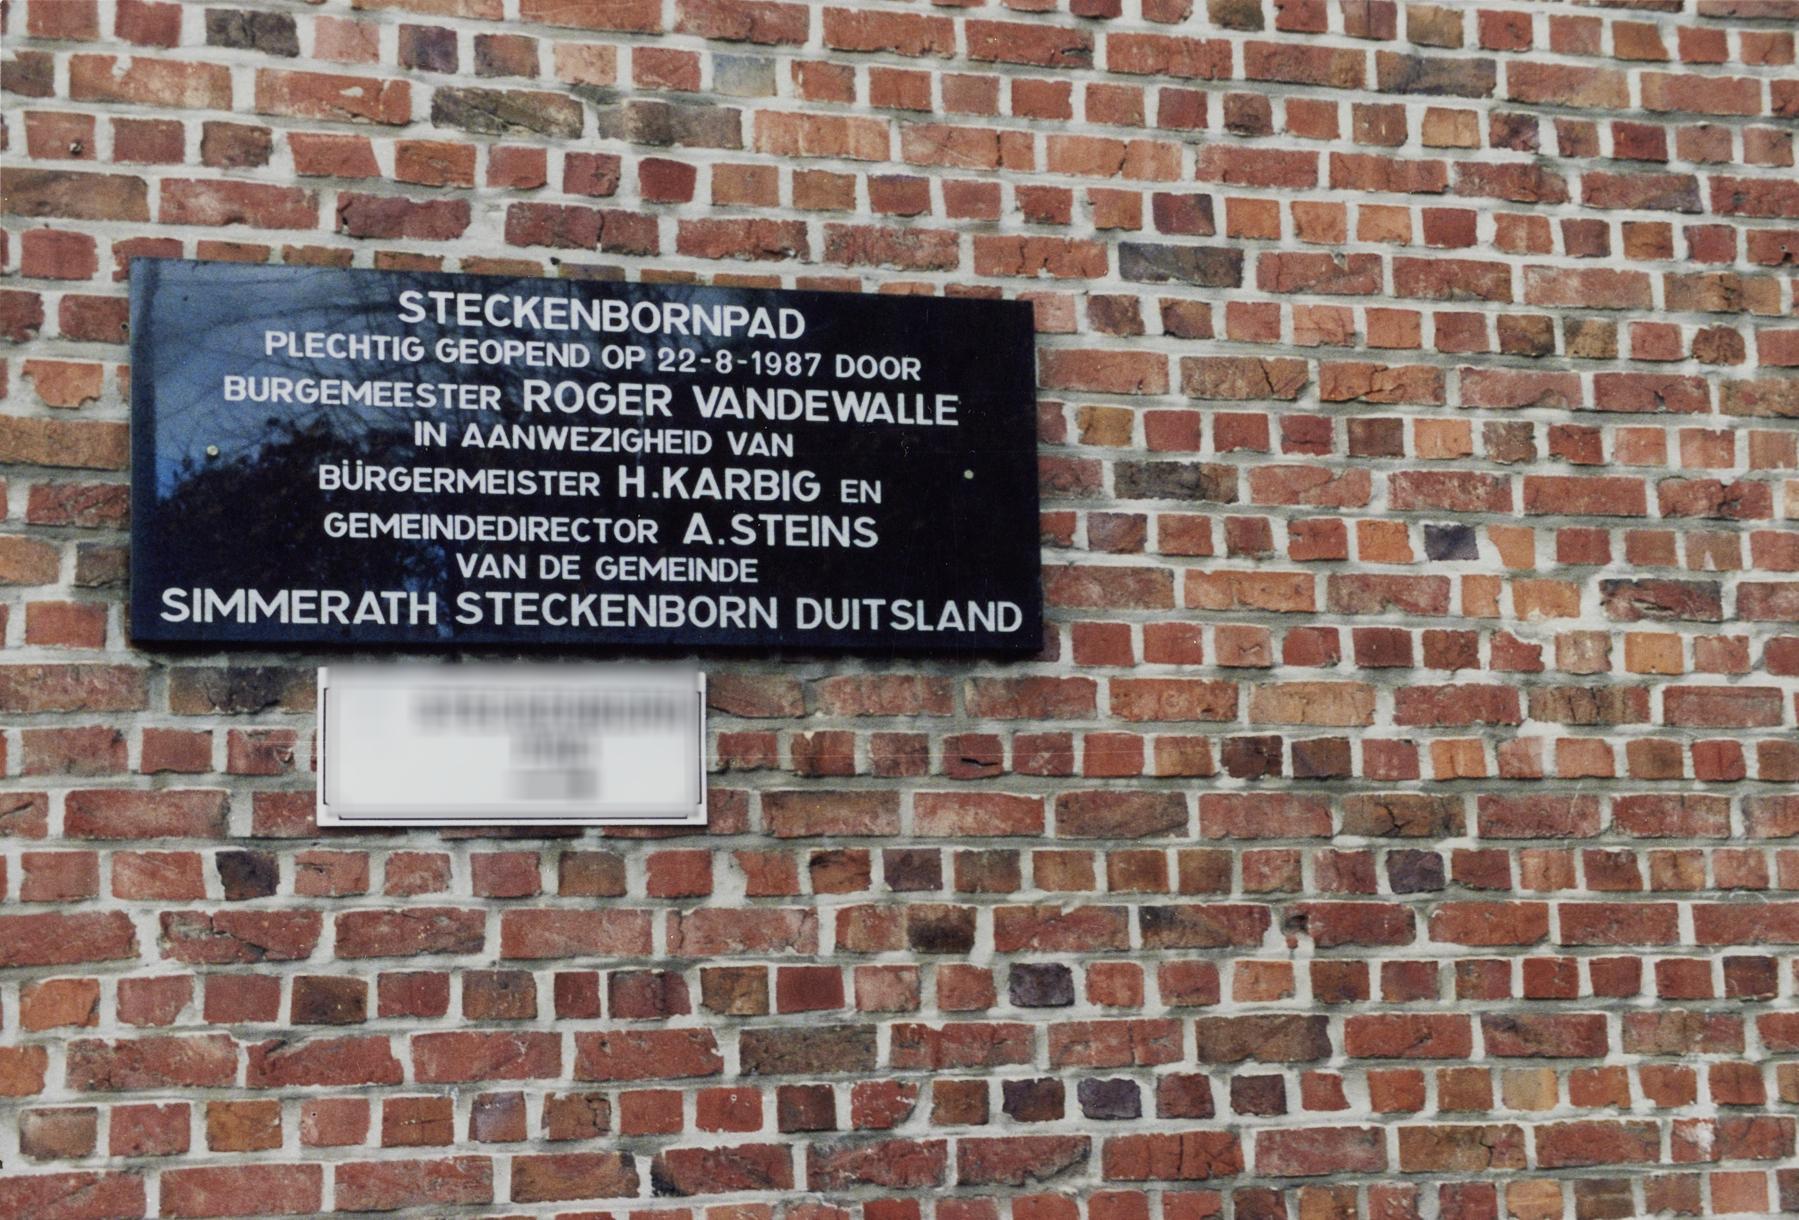 STECKENBORNPAD
PLECHTIG GEOPEND OP 22-8-1987 DOOR
BURGEMEESTER ROGER VANDEWALLE
IN AANWEZIGHEID VAN
BÜRGERMEISTER H.KARBIG EN
GEMEINDEDIRECTOR A.STEINS
VAN DE GEMEINDE
SIMMERATH STECKENBORN DUITSLAND